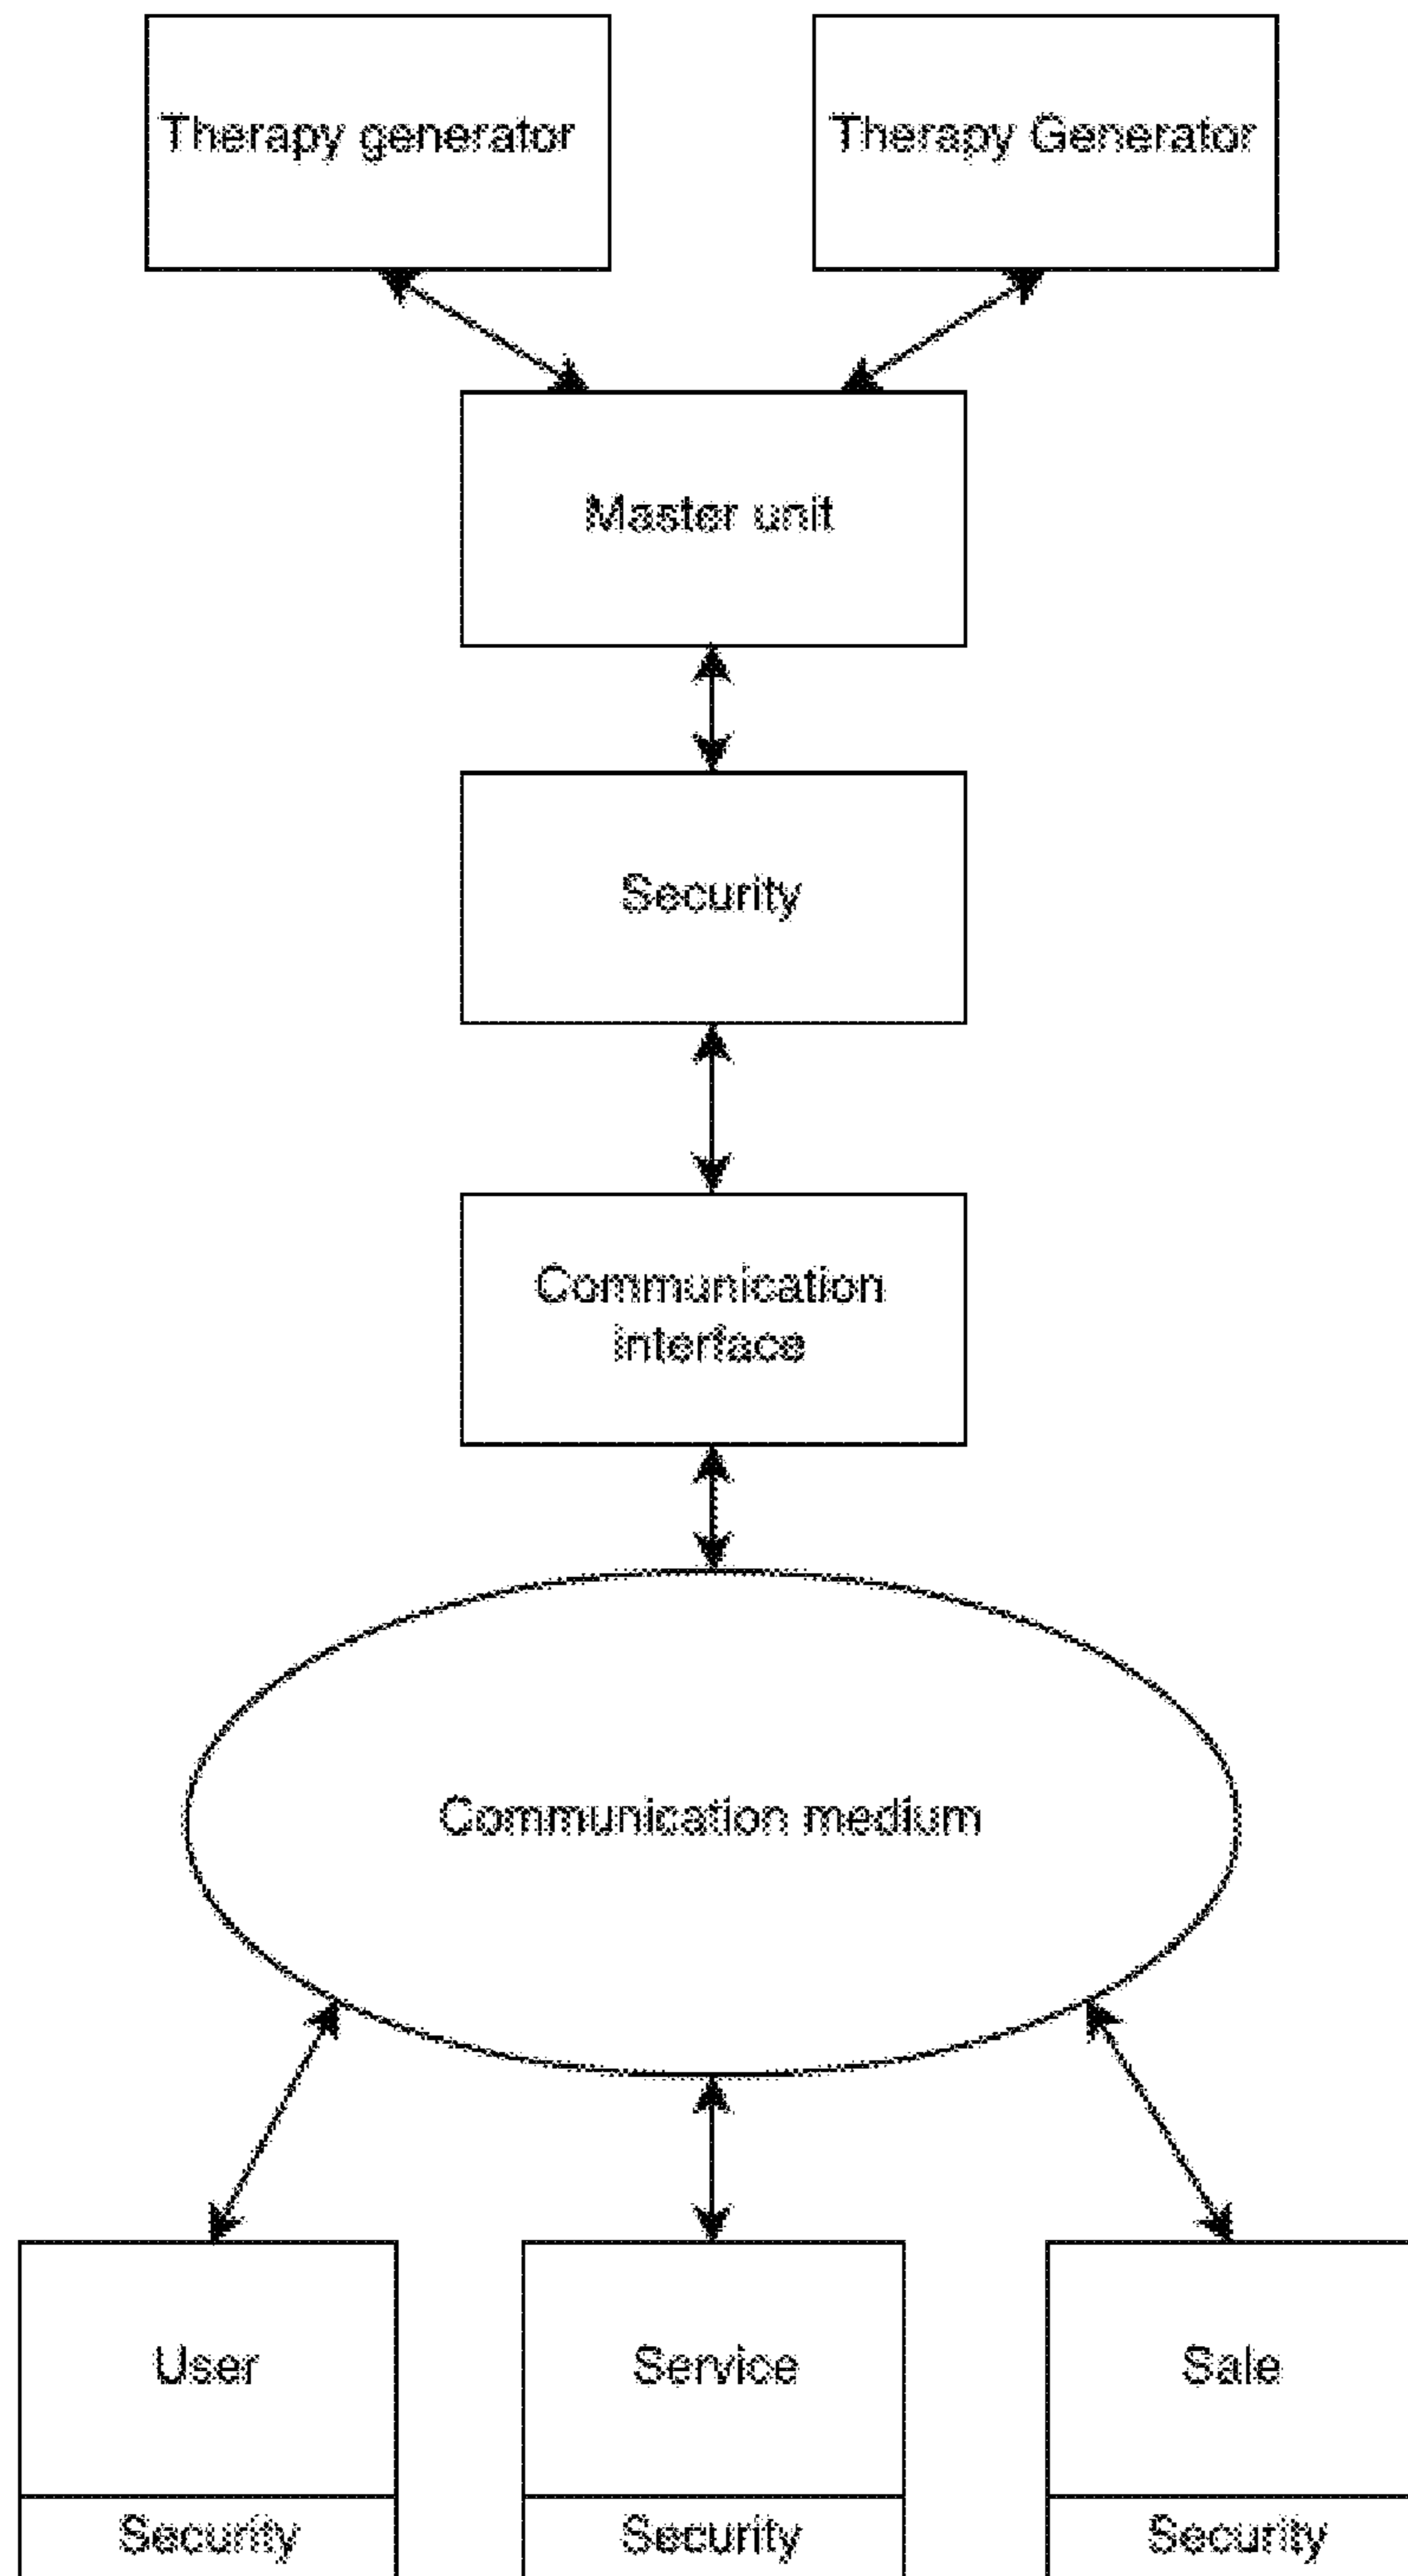 Therapy generator
Therapy Generator
Master unit
Security
Communication
interface
Communication medium
User
Service
Sale
Security
Security
Security